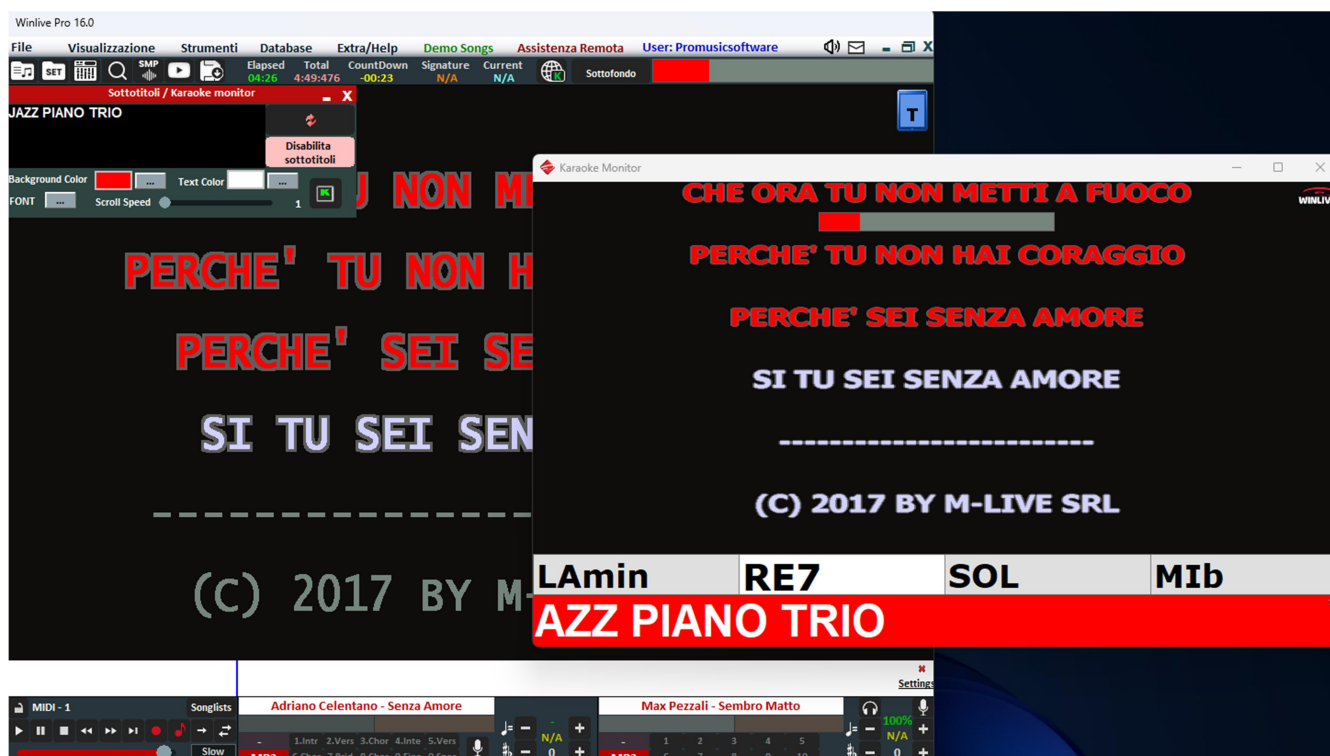 Winlive Pro 16.0
File Visualizzazione Strumenti Database Extra/Help Demo Songs Assistenza Remota User: Promusicsoftware
SET SMP Elapsed Total CountDown Signature Current Sottofondo
04:26 4:49:476 -00:23 N/A N/A
Sottotitoli / Karaoke monitor
JAZZ PIANO TRIO
Disabilita
sottotitoli
Background Color ... Text Color ...
FONT ... Scroll Speed 1
T
U NON M
PERCHE' TU NON H
PERCHE' SEI SE
SI TU SEI SEN
--------------
(C) 2017 BY M-
Karaoke Monitor
CHE ORA TU NON METTI A FUOCO
WINLIV
PERCHE' TU NON HAI CORAGGIO
PERCHE' SEI SENZA AMORE
SI TU SEI SENZA AMORE
-------------------------
(C) 2017 BY M-LIVE SRL
LAmin RE7 SOL MIb
AZZ PIANO TRIO
Settings
MIDI - 1 Songlists Adriano Celentano - Senza Amore Max Pezzali - Sembro Matto
100%
- N/A N/A
- 1.Intr 2.Vers 3.Chor 4.Inte 5.Vers - 1 2 3 4 5
Slow 0 0